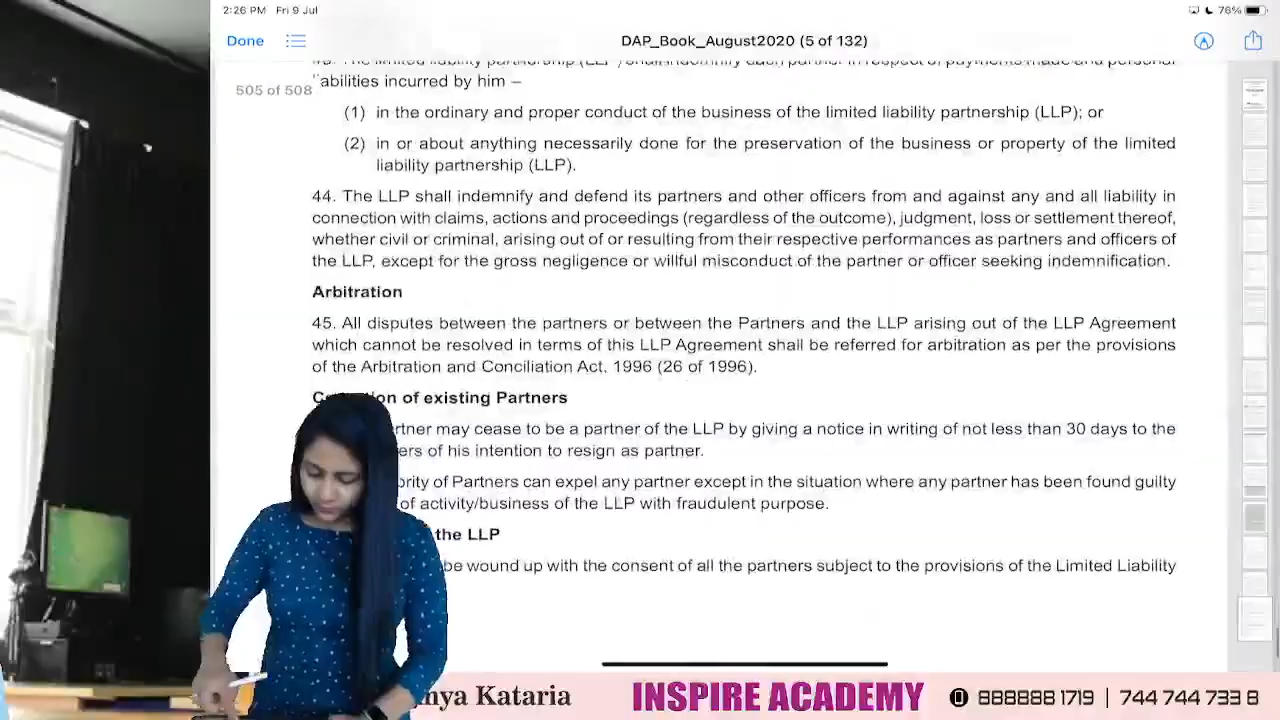 2:26 PM Fri 9 Jul
76%
Done
DAP_Book_August2020 (5 of 132)
505 of 508
liabilities incurred by him –
(1) in the ordinary and proper conduct of the business of the limited liability partnership (LLP); or
(2) in or about anything necessarily done for the preservation of the business or property of the limited
liability partnership (LLP).
44. The LLP shall indemnify and defend its partners and other officers from and against any and all liability in
connection with claims, actions and proceedings (regardless of the outcome), judgment, loss or settlement thereof,
whether civil or criminal, arising out of or resulting from their respective performances as partners and officers of
the LLP, except for the gross negligence or willful misconduct of the partner or officer seeking indemnification.
Arbitration
45. All disputes between the partners or between the Partners and the LLP arising out of the LLP Agreement
which cannot be resolved in terms of this LLP Agreement shall be referred for arbitration as per the provisions
of the Arbitration and Conciliation Act, 1996 (26 of 1996).
of existing Partners
may cease to be a partner of the LLP by giving a notice in writing of not less than 30 days to the
of his intention to resign as partner.
of Partners can expel any partner except in the situation where any partner has been found guilty
of activity/business of the LLP with fraudulent purpose.
the LLP
be wound up with the consent of all the partners subject to the provisions of the Limited Liability
Kataria INSPIRE ACADEMY 888888 1719 | 744 744 733 8